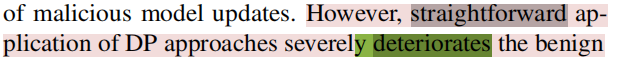 of malicious model updates. However, straightforward ap-
plication of DP approaches severely deteriorates the benign